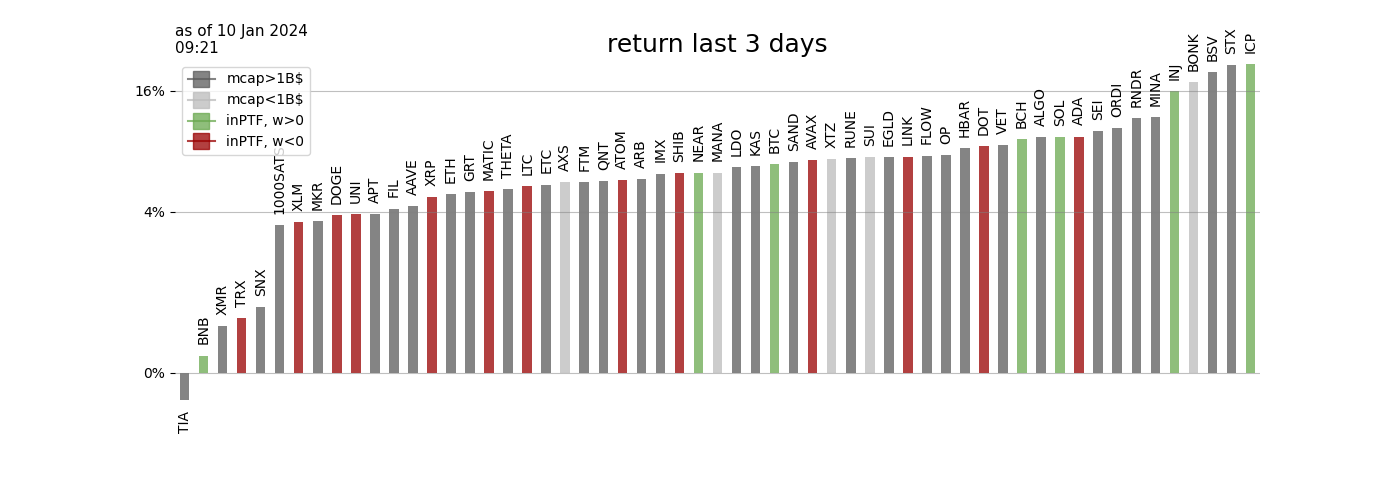 as of 10 Jan 2024
09:21
return last 3 days
mcap>1B$
mcap<1B$
inPTF, w>0
inPTF, w<0
16%
4%
0%
TIA
BNB
XMR
TRX
SNX
1000SATS
XLM
MKR
DOGE
UNI
APT
FIL
AAVE
XRP
ETH
GRT
MATIC
THETA
LTC
ETC
AXS
FTM
QNT
ATOM
ARB
IMX
SHIB
NEAR
MANA
LDO
KAS
BTC
SAND
AVAX
XTZ
RUNE
SUI
EGLD
LINK
FLOW
OP
HBAR
DOT
VET
BCH
ALGO
SOL
ADA
SEI
ORDI
RNDR
MINA
INJ
BONK
BSV
STX
ICP